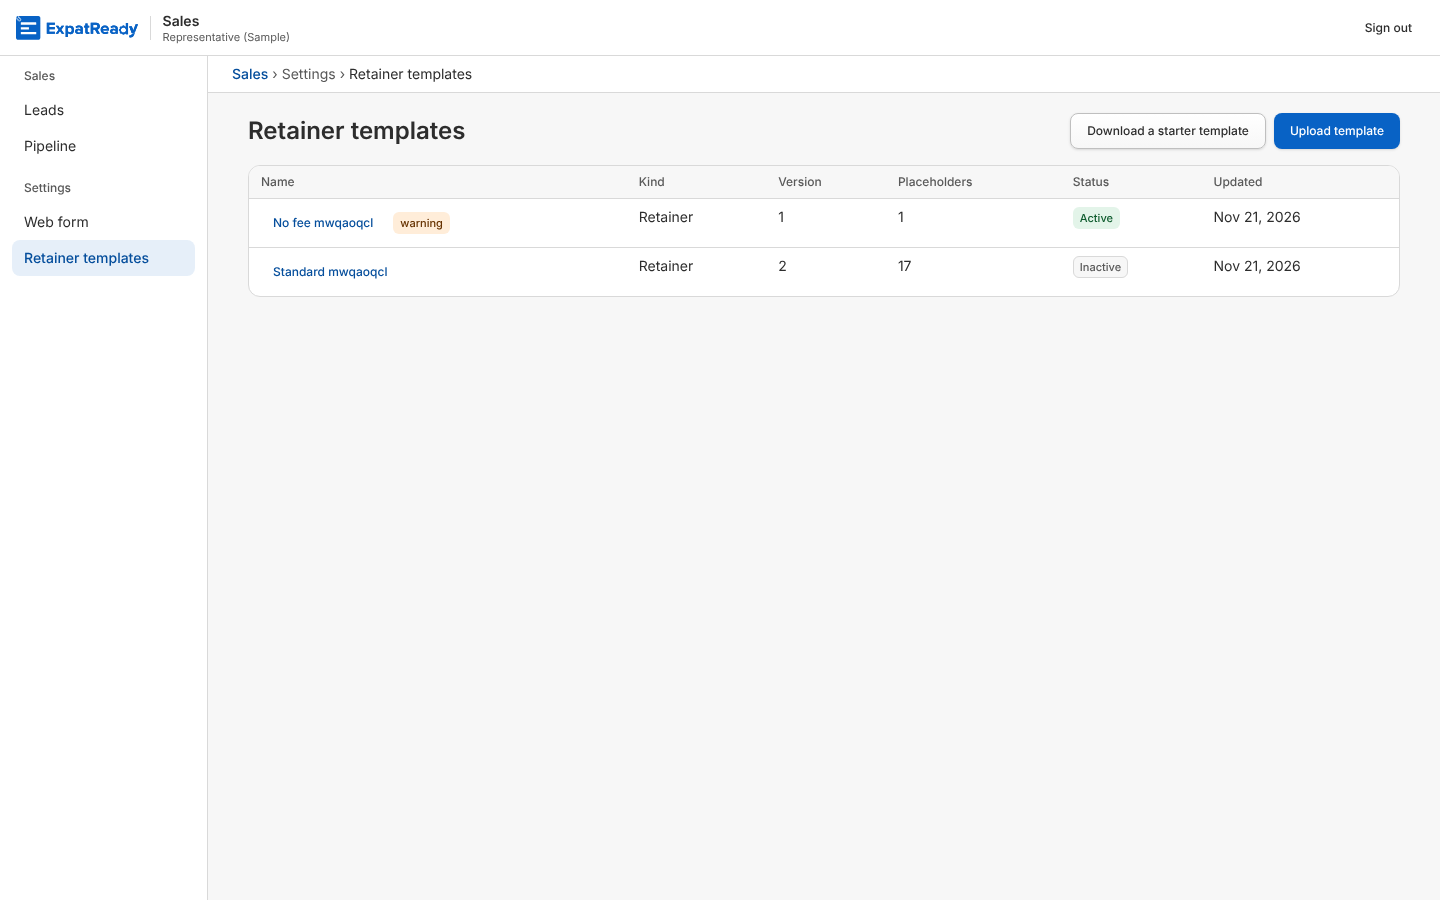 ExpatReady
Sales
Representative (Sample)
Sign out
Sales
Leads
Pipeline
Settings
Web form
Retainer templates
Sales › Settings › Retainer templates
Retainer templates
Download a starter template
Upload template
Name Kind Version Placeholders Status Updated
No fee mwqaoqcl warning Retainer 1 1 Active Nov 21, 2026
Standard mwqaoqcl Retainer 2 17 Inactive Nov 21, 2026